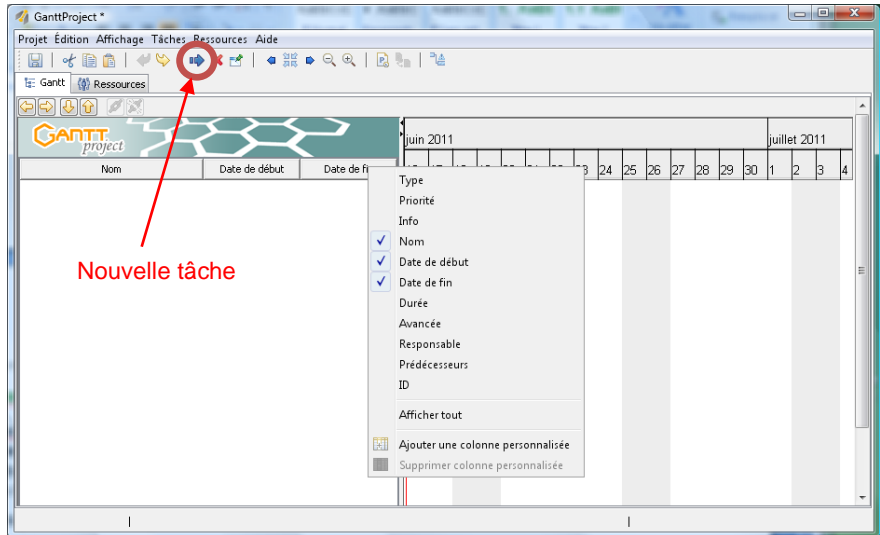 GanttProject *
Projet Édition Affichage Tâches Ressources Aide
Gantt
Ressources
GANTT
project
juin 2011
juillet 2011
Nom
Date de début
Date de fi
24 25 26 27 28 29 30 1 2 3 4
Type
Priorité
Info
Nom
Date de début
Date de fin
Durée
Avancée
Responsable
Prédécesseurs
ID
Afficher tout
Ajouter une colonne personnalisée
Supprimer colonne personnalisée
Nouvelle tâche